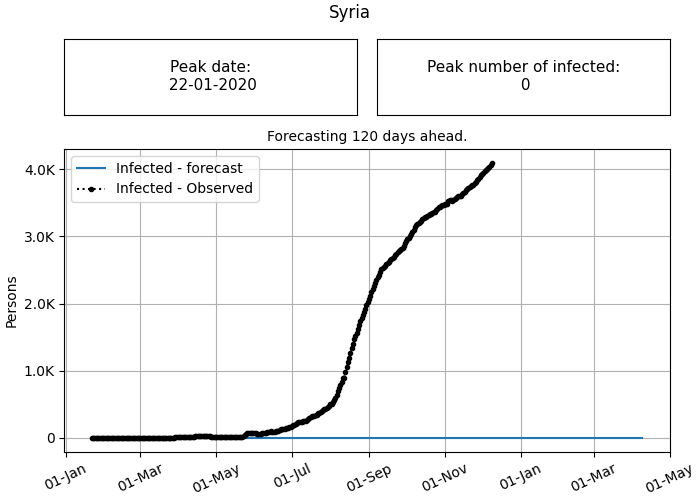 Syria
Peak date:
22-01-2020
Peak number of infected:
0
Forecasting 120 days ahead.
Infected - forecast
Infected - Observed
Persons
4.0K
3.0K
2.0K
1.0K
0
01-Jan
01-Mar
01-May
01-Jul
01-Sep
01-Nov
01-Jan
01-Mar
01-May